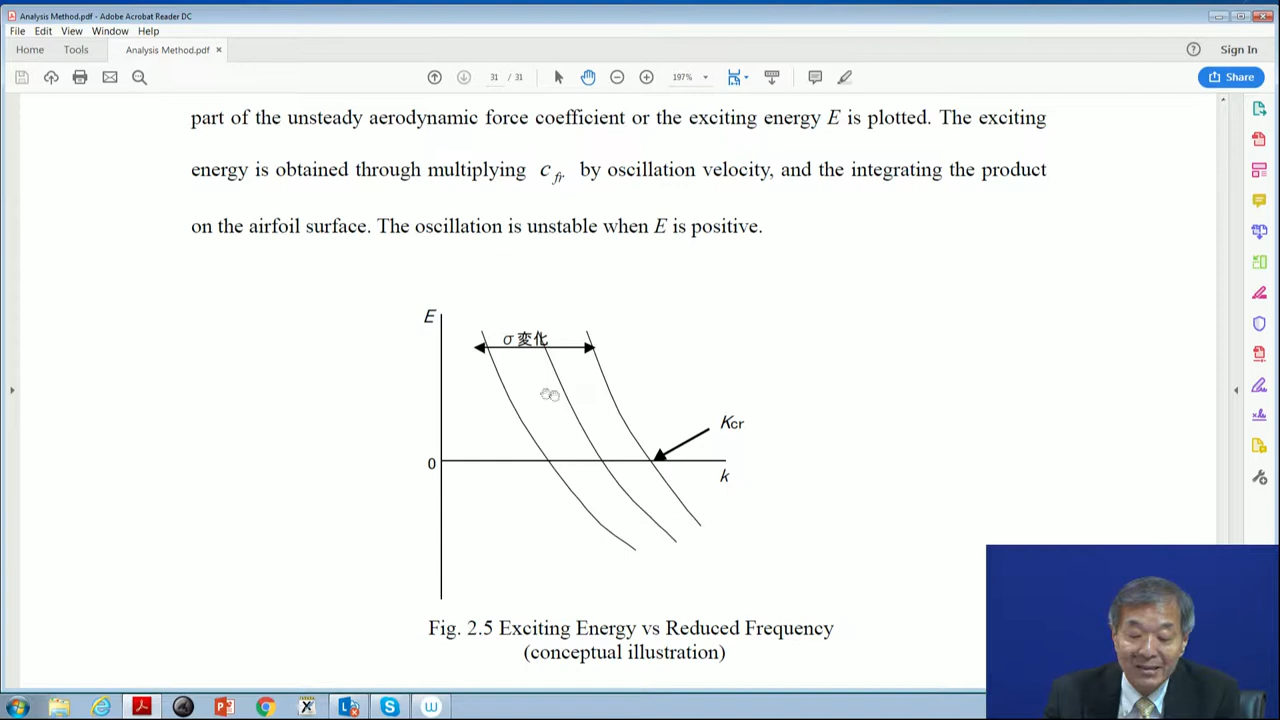 Analysis Method.pdf - Adobe Acrobat Reader DC
File Edit View Window Help
Home Tools Analysis Method.pdf × Sign In
31 / 31 197% Share
part of the unsteady aerodynamic force coefficient or the exciting energy E is plotted. The exciting
energy is obtained through multiplying c_fr by oscillation velocity, and the integrating the product
on the airfoil surface. The oscillation is unstable when E is positive.
E
σ変化
Kcr
0
k
Fig. 2.5 Exciting Energy vs Reduced Frequency
(conceptual illustration)